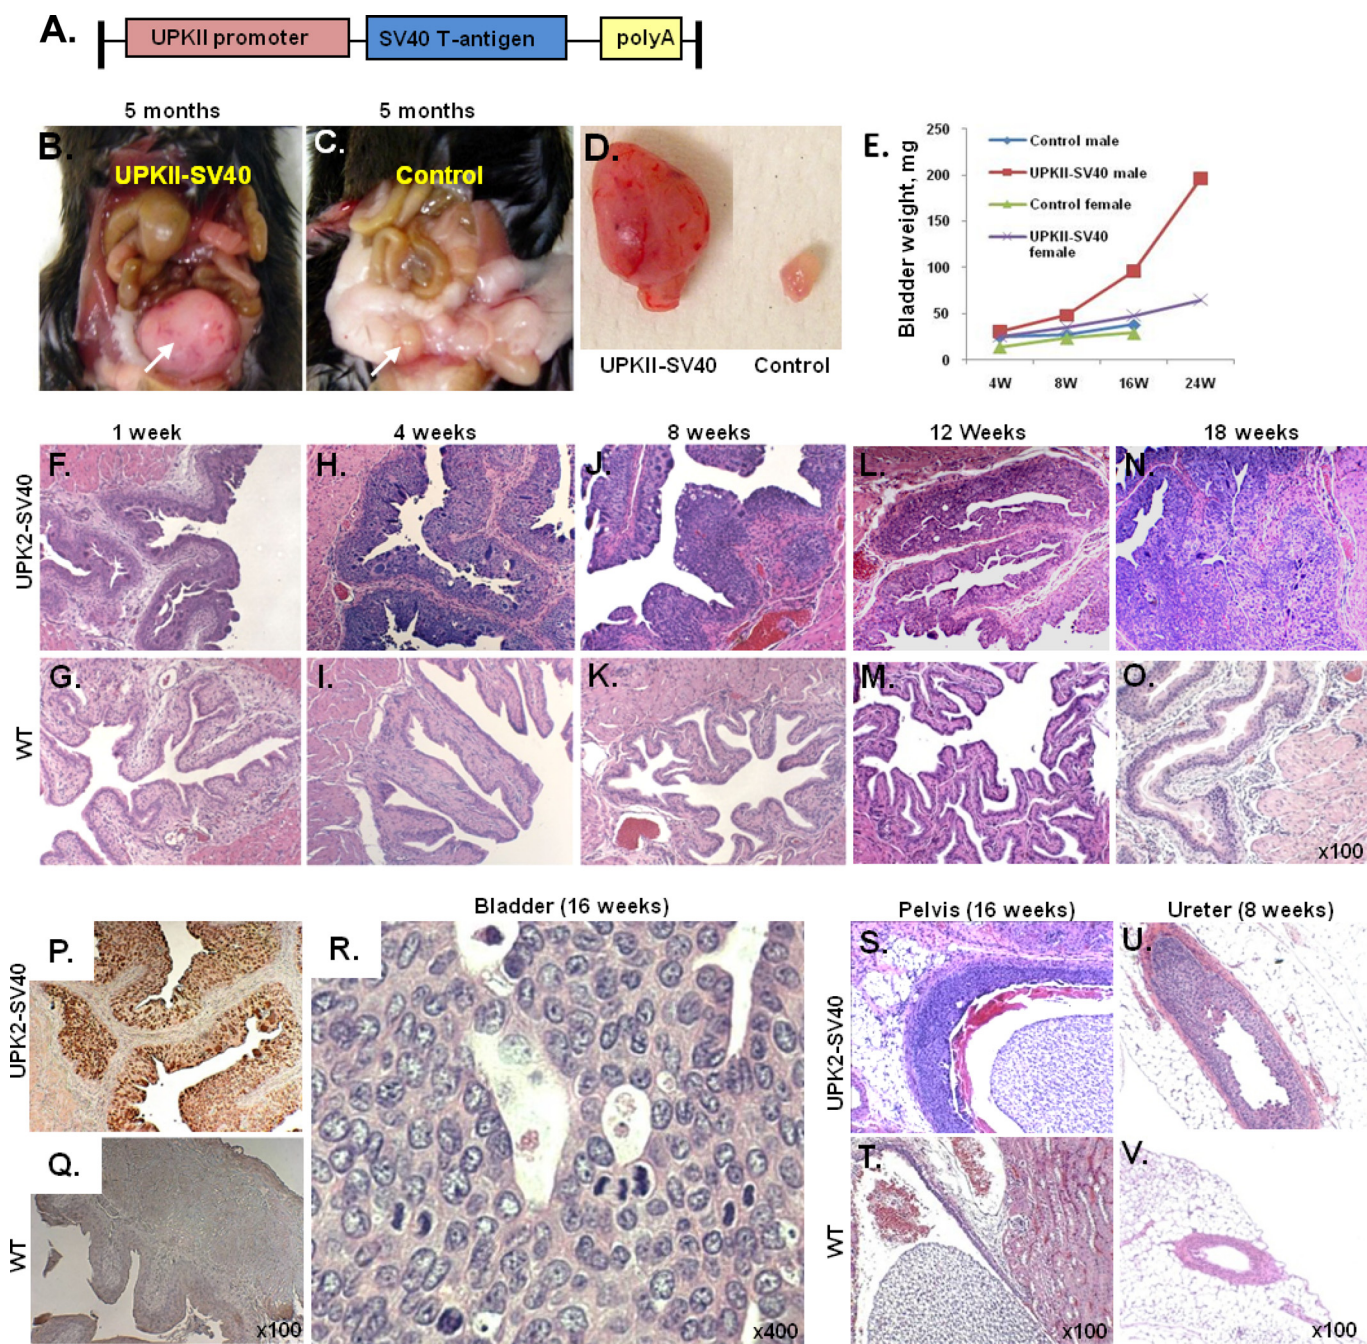 A.
UPKII promoter
SV40 T-antigen
polyA
5 months
5 months
B.
UPKII-SV40
C.
Control
D.
UPKII-SV40
Control
E.
Bladder weight, mg
250
200
150
100
50
0
4W
8W
16W
24W
Control male
UPKII-SV40 male
Control female
UPKII-SV40
female
1 week
4 weeks
8 weeks
12 Weeks
18 weeks
UPK2-SV40
F.
H.
J.
L.
N.
WT
G.
I.
K.
M.
O.
x100
Bladder (16 weeks)
Pelvis (16 weeks)
Ureter (8 weeks)
UPK2-SV40
P.
R.
UPK2-SV40
S.
U.
WT
Q.
x100
x400
WT
T.
x100
V.
x100